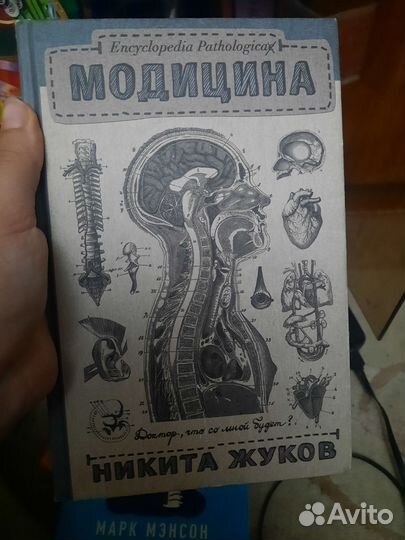 Encyclopedia Pathologica
МОДИЦИНА
Доктор, что со мной будет?
НИКИТА ЖУКОВ
МАРК МЭНСОН
Avito